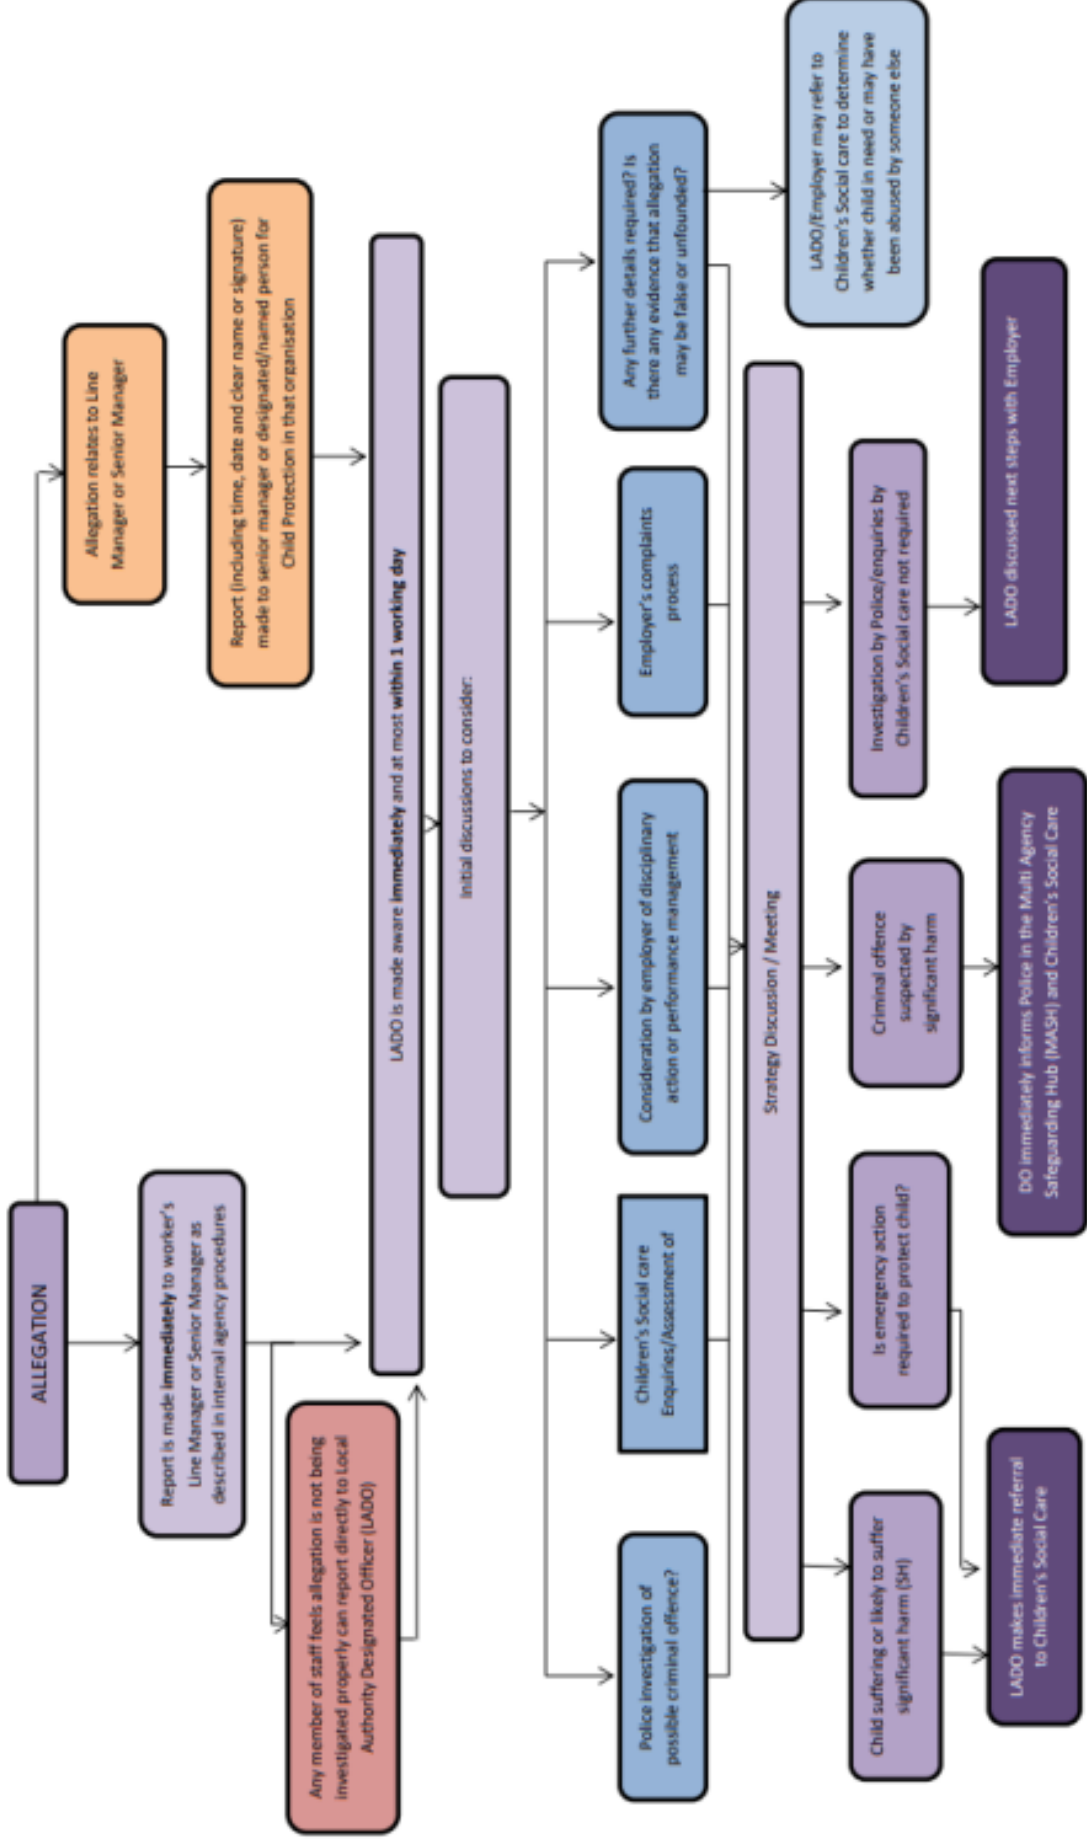 ALLEGATION
Allegation relates to Line
Manager or Senior Manager
Report is made immediately to worker's
Line Manager or Senior Manager as
described in internal agency procedures
Report (including time, date and clear name or signature)
made to senior manager or designated/named person for
Child Protection in that organisation
Any member of staff feels allegation is not being
investigated properly can report directly to Local
Authority Designated Officer (LADO)
LADO is made aware immediately and at most within 1 working day
Initial discussions to consider:
Police investigation of
possible criminal offence?
Children's Social care
Enquiries/Assessment of
Consideration by employer of disciplinary
action or performance management
Employer's complaints
process
Any further details required? Is
there any evidence that allegation
may be false or unfounded?
Strategy Discussion / Meeting
LADO/Employer may refer to
Children's Social care to determine
whether child in need or may have
been abused by someone else
Child suffering or likely to suffer
significant harm (SH)
Is emergency action
required to protect child?
Criminal offence
suspected by
significant harm
Investigation by Police/enquiries by
Children's Social care not required
LADO makes immediate referral
to Children's Social Care
DO immediately informs Police in the Multi Agency
Safeguarding Hub (MASH) and Children's Social Care
LADO discussed next steps with Employer